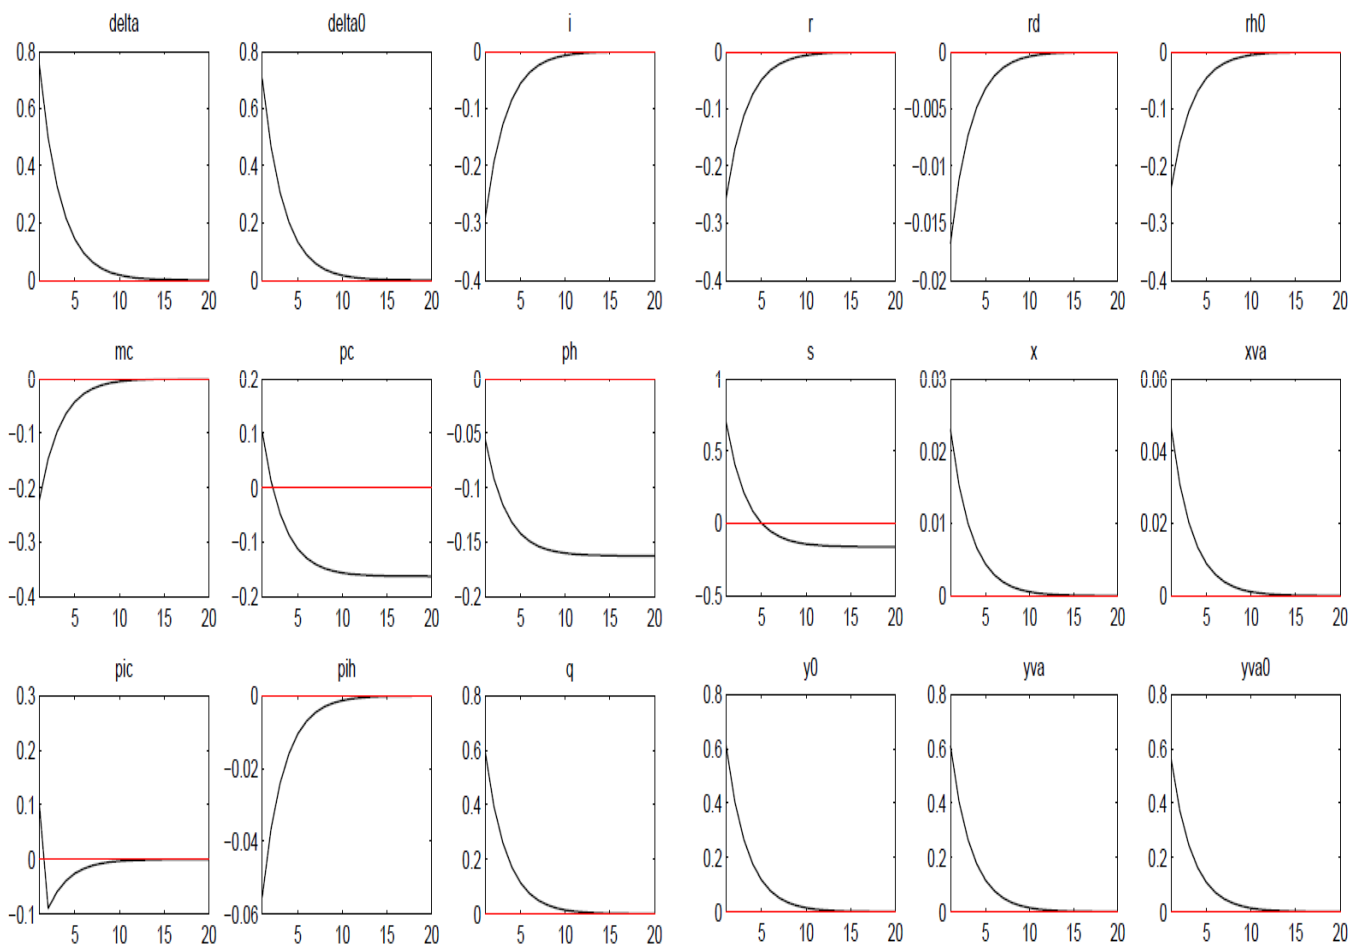 delta delta0 i r rd rh0
0.8 0.8 0 0 0 0
0.6 0.6 −0.1 −0.1 −0.005 −0.1
0.4 0.4 −0.2 −0.2 −0.01 −0.2
0.2 0.2 −0.3 −0.3 −0.015 −0.3
0 0 −0.4 −0.4 −0.02 −0.4
5 10 15 20 5 10 15 20 5 10 15 20 5 10 15 20 5 10 15 20 5 10 15 20
mc pc ph s x xva
0 0.2 0 1 0.03 0.06
−0.1 0.1 −0.05 0.5 0.02 0.04
−0.2 0 −0.1 0 0.01 0.02
−0.3 −0.1 −0.15 −0.5 0 0
−0.4 −0.2 −0.2
5 10 15 20 5 10 15 20 5 10 15 20 5 10 15 20 5 10 15 20 5 10 15 20
pic pih q y0 yva yva0
0.3 0 0.8 0.8 0.8 0.8
0.2 −0.02 0.6 0.6 0.6 0.6
0.1 −0.04 0.4 0.4 0.4 0.4
0 −0.06 0.2 0.2 0.2 0.2
−0.1 0 0 0 0
5 10 15 20 5 10 15 20 5 10 15 20 5 10 15 20 5 10 15 20 5 10 15 20